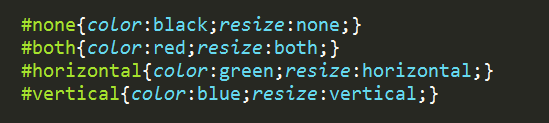 #none{color:black;resize:none;}
#both{color:red;resize:both;}
#horizontal{color:green;resize:horizontal;}
#vertical{color:blue;resize:vertical;}